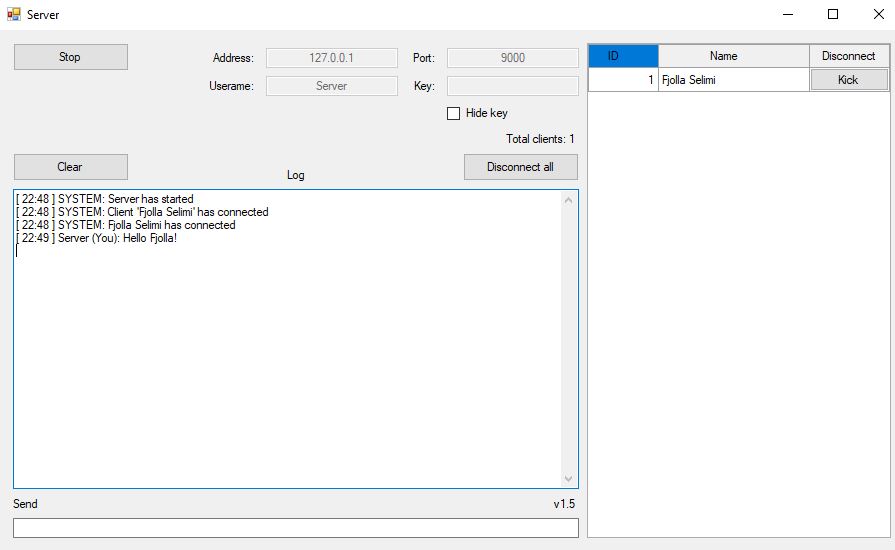 Server
Stop
Address: 127.0.0.1 Port: 9000
Userame: Server Key:
Hide key
Total clients: 1
Clear
Log
Disconnect all
[ 22:48 ] SYSTEM: Server has started
[ 22:48 ] SYSTEM: Client 'Fjolla Selimi' has connected
[ 22:48 ] SYSTEM: Fjolla Selimi has connected
[ 22:49 ] Server (You): Hello Fjolla!
Send
v1.5
ID Name Disconnect
1 Fjolla Selimi Kick